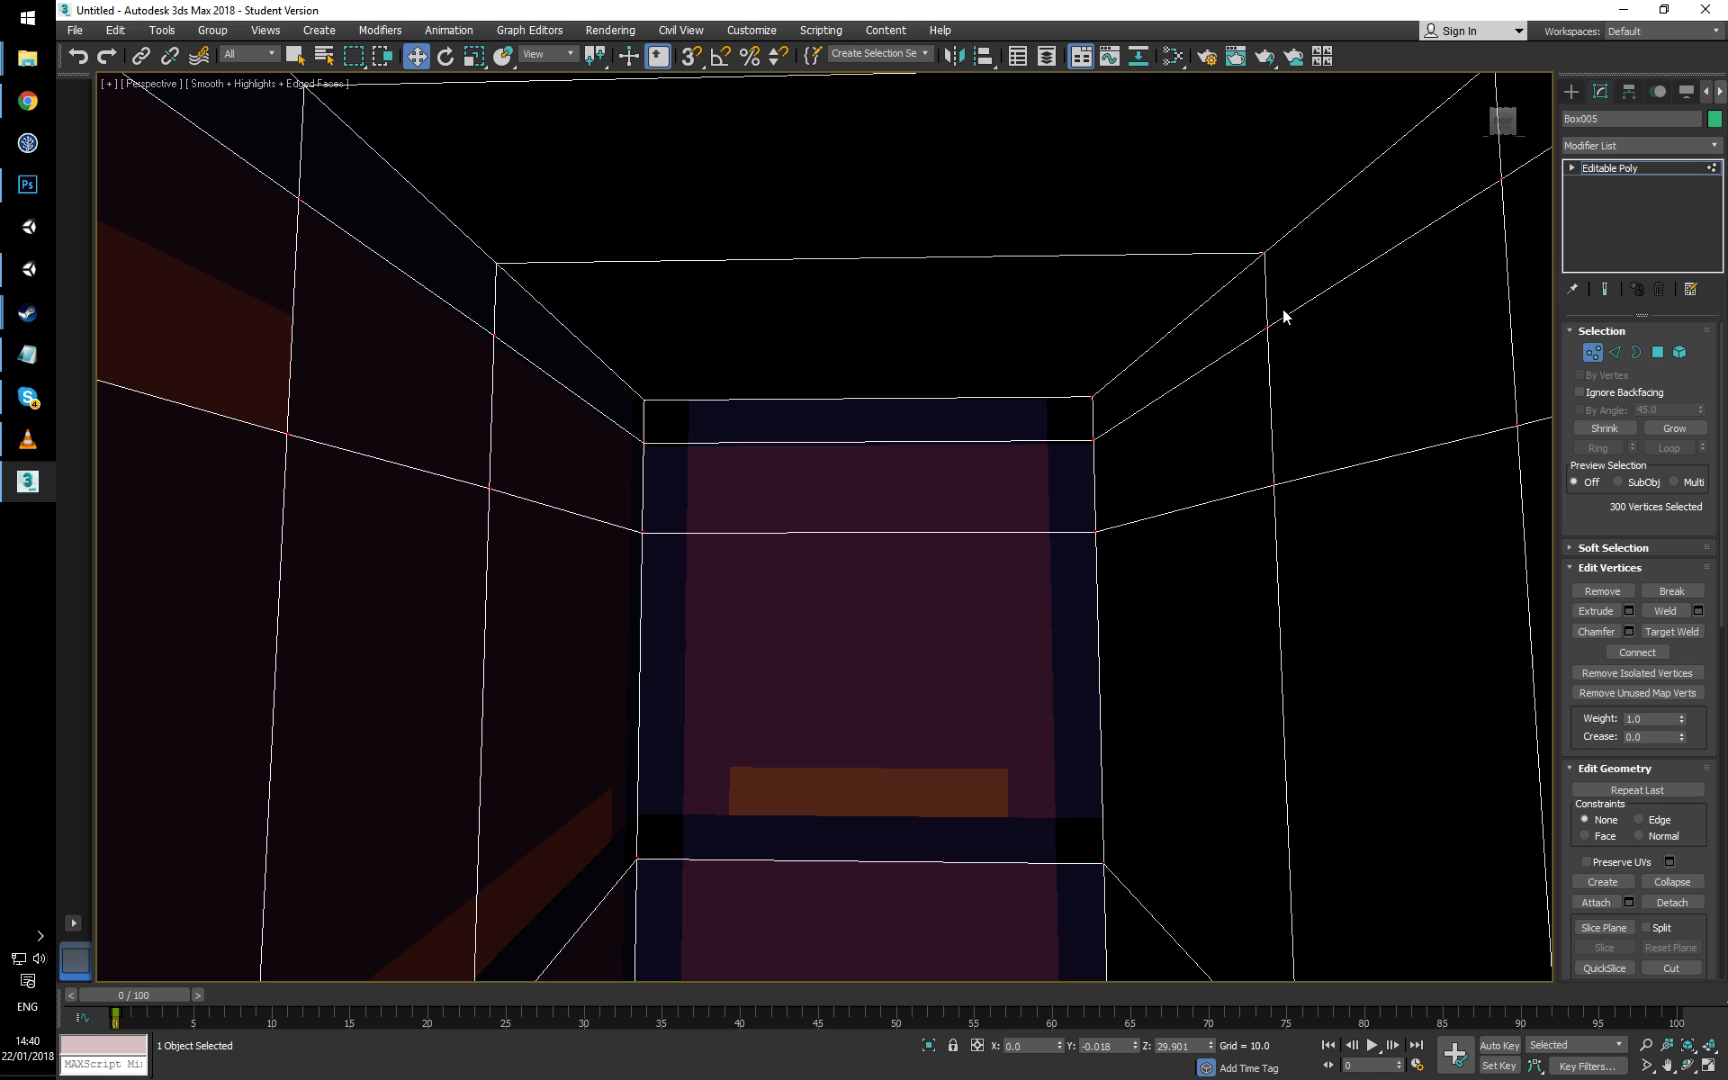 Untitled - Autodesk 3ds Max 2018 - Student Version
File Edit Tools Group Views Create Modifiers Animation Graph Editors Rendering Civil View Customize Scripting Content Help
Sign In
Workspaces: Default
All
View
Create Selection Se
[ + ] [ Perspective ] [ Smooth + Highlights + Edged Faces ]
Box005
Modifier List
Editable Poly
Selection
By Vertex
Ignore Backfacing
By Angle: 45.0
Shrink Grow
Ring Loop
Preview Selection
Off SubObj Multi
300 Vertices Selected
Soft Selection
Edit Vertices
Remove Break
Extrude Weld
Chamfer Target Weld
Connect
Remove Isolated Vertices
Remove Unused Map Verts
Weight: 1.0
Crease: 0.0
Edit Geometry
Repeat Last
Constraints
None Edge
Face Normal
Preserve UVs
Create Collapse
Attach Detach
Slice Plane Split
Slice Reset Plane
QuickSlice Cut
< 0 / 100 >
0 5 10 15 20 25 30 35 40 45 50 55 60 65 70 75 80 85 90 95 100
1 Object Selected
MAXScript Mi
X: 0.0 Y: -0.018 Z: 29.901 Grid = 10.0
Add Time Tag
0
Auto Key Selected
Set Key Key Filters...
Ps
S 4
3
ENG
14:40
22/01/2018